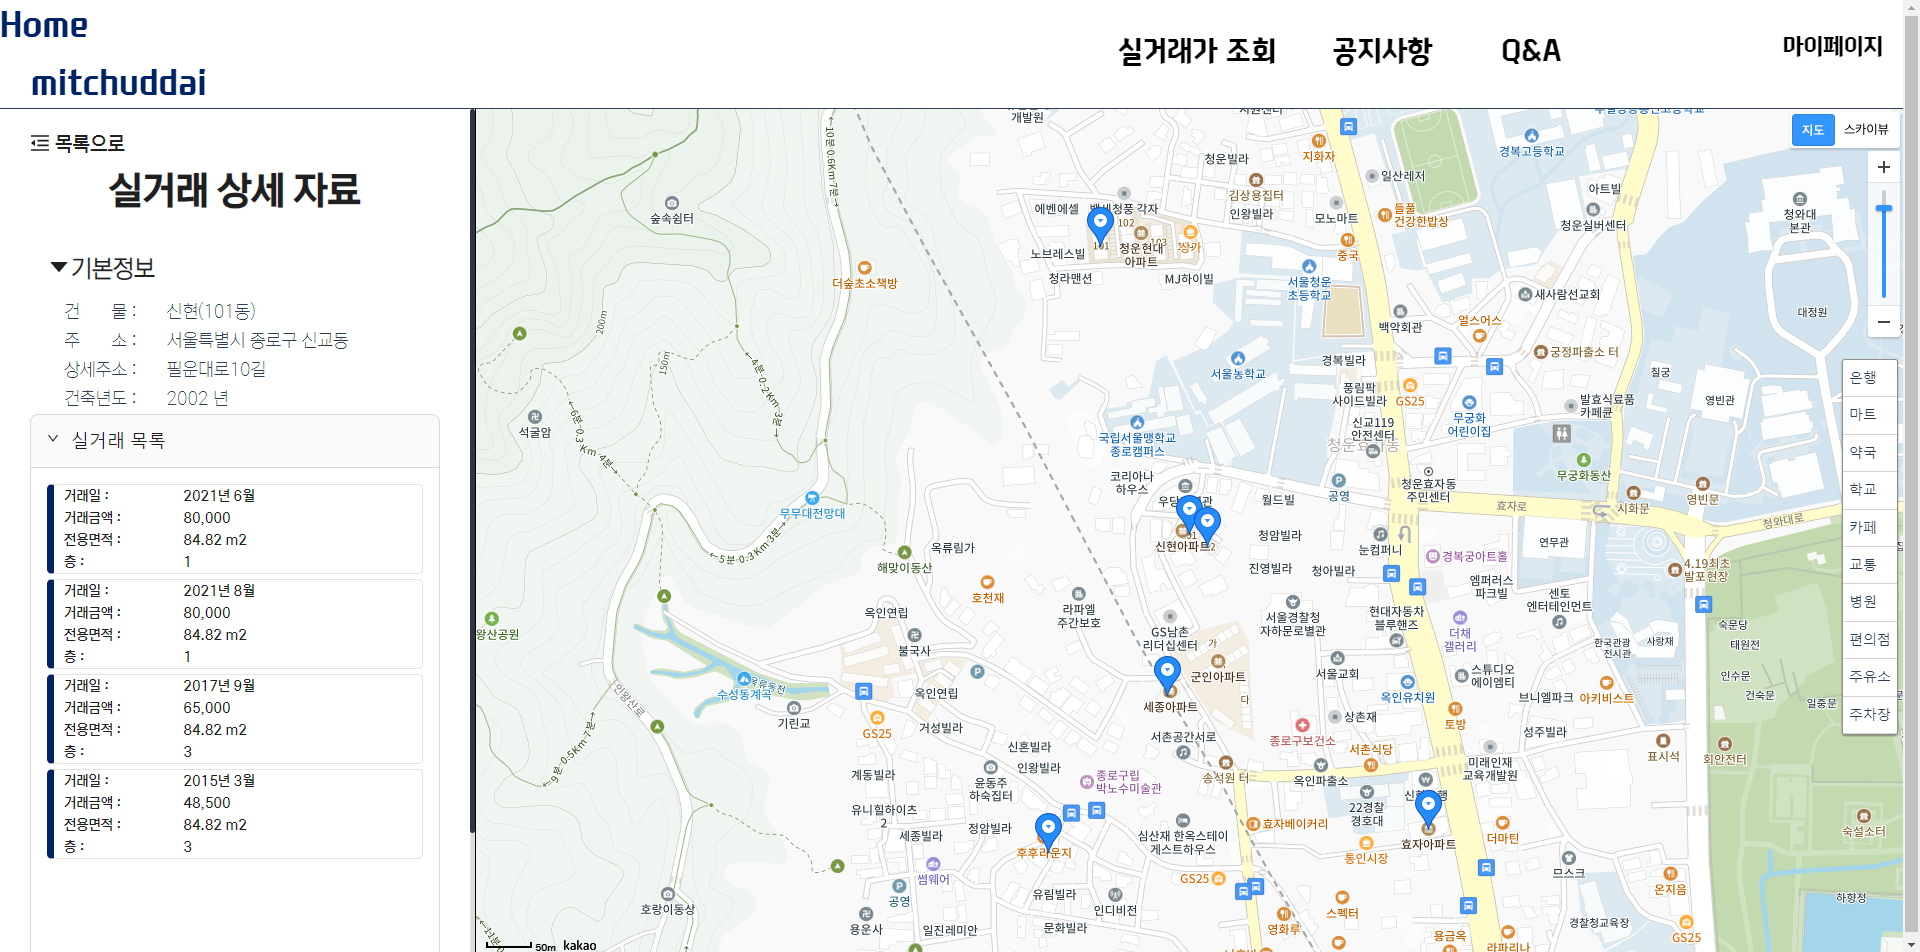 Home
mitchuddai
실거래가 조회
공지사항
Q&A
마이페이지
목록으로
실거래 상세 자료
기본정보
건 물 : 신현(101동)
주 소 : 서울특별시 종로구 신교동
상세주소 : 필운대로10길
건축년도 : 2002 년
실거래 목록
거래일 : 2021년 6월
거래금액 : 80,000
전용면적 : 84.82 m2
층 : 1
거래일 : 2021년 8월
거래금액 : 80,000
전용면적 : 84.82 m2
층 : 1
거래일 : 2017년 9월
거래금액 : 65,000
전용면적 : 84.82 m2
층 : 3
거래일 : 2015년 3월
거래금액 : 48,500
전용면적 : 84.82 m2
층 : 3
지도
스카이뷰
은행
마트
약국
학교
카페
교통
병원
편의점
주유소
주차장
개발원
지화자
청운빌라
일산레저
경복고등학교
숲속쉼터
에벤에셀
102
김상용집터
인왕빌라
모노마트
들풀
건강한밥상
아트빌
청운실버센터
청와대
본관
노브레스빌
101
청운현대
아파트
상가
중국
청라맨션
MJ하이빌
더숲초소책방
서울청운
초등학교
새사람선교회
대정원
백악회관
얼스어스
200m
150m
서울농학교
경복빌라
궁정파출소 터
칠궁
풍림팍
사이드빌라
GS25
무궁화
어린이집
발효식료품
카페큔
영빈관
석굴암
국립서울맹학교
종로캠퍼스
신교119
안전센터
무궁화동산
코리아나
하우스
월드빌
공영
청운효자동
주민센터
효자로
시화문
영빈문
청와대로
무무대전망대
신현아파트
청암빌라
눈컴퍼니
연무관
옥류림가
해맞이동산
진영빌라
청아빌라
경복궁아트홀
4.19최초
발포현장
호천재
엠퍼러스
파크빌
센토
엔터테인먼트
옥인연립
라파엘
주간보호
서울경찰청
자하문로별관
현대자동차
블루핸즈
더채
갤러리
숙문당
태원전
왕산공원
불국사
GS남촌
리더십센터
가
한국관광
전시관
사랑채
수성동계곡
옥인연립
군인아파트
다
서울교회
스튜디오
에이엠티
인수문
건숙문
옥인유치원
브니엘파크
아키비스트
일중문
인왕산로
기린교
GS25
거성빌라
세종아파트
상촌재
토방
종로구보건소
서촌공간서로
성주빌라
신혼빌라
인왕빌라
서촌식당
표시석
회안전터
계동빌라
윤동주
하숙집터
종로구립
박노수미술관
송석원 터
옥인파출소
미래인재
교육개발원
유니힐하이츠
2
22경찰
경호대
세종빌라
정암빌라
심산재 한옥스테이
게스트하우스
효자베이커리
효자아파트
더마틴
숙설소터
후후라운지
통인시장
썸웨어
GS25
므스크
온지음
공영
유림빌라
인디비전
스펙터
하향정
호랑이동상
용운사
일진레미안
문화빌라
영화루
용금옥
라파리나
경찰청교육장
GS25
50m
kakao